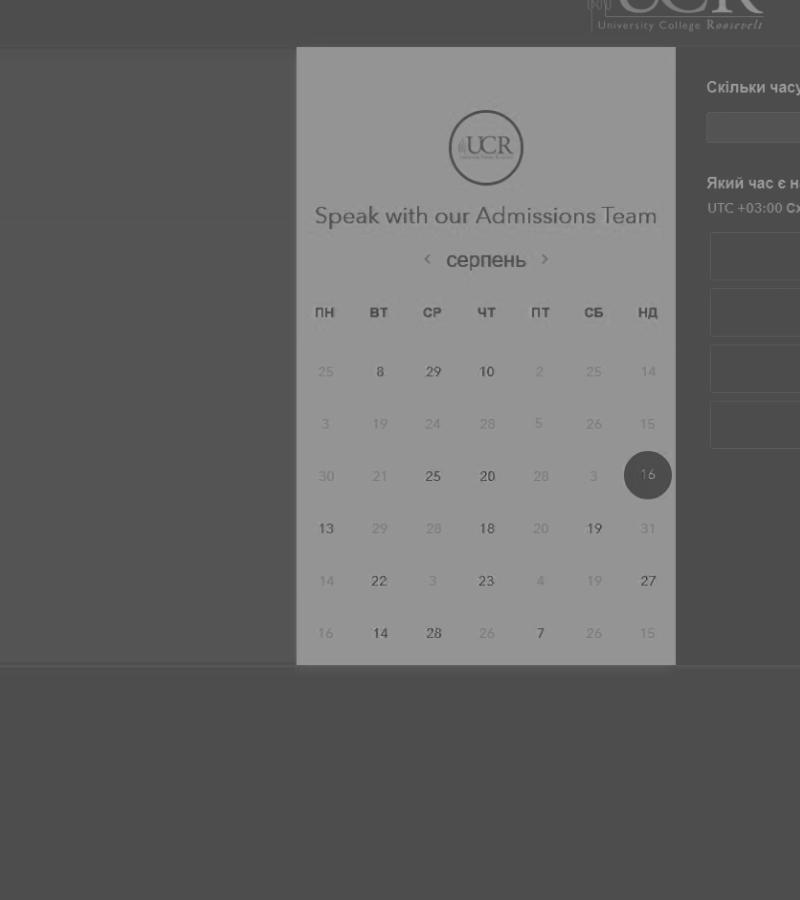 UCR
University College Roosevelt
UCR
Speak with our Admissions Team
‹ серпень ›
ПН ВТ СР ЧТ ПТ СБ НД
25 8 29 10 2 25 14
3 19 24 28 5 26 15
30 21 25 20 28 3 16
13 29 28 18 20 19 31
14 22 3 23 4 19 27
16 14 28 26 7 26 15
Скільки часу
Який час є
UTC +03:00